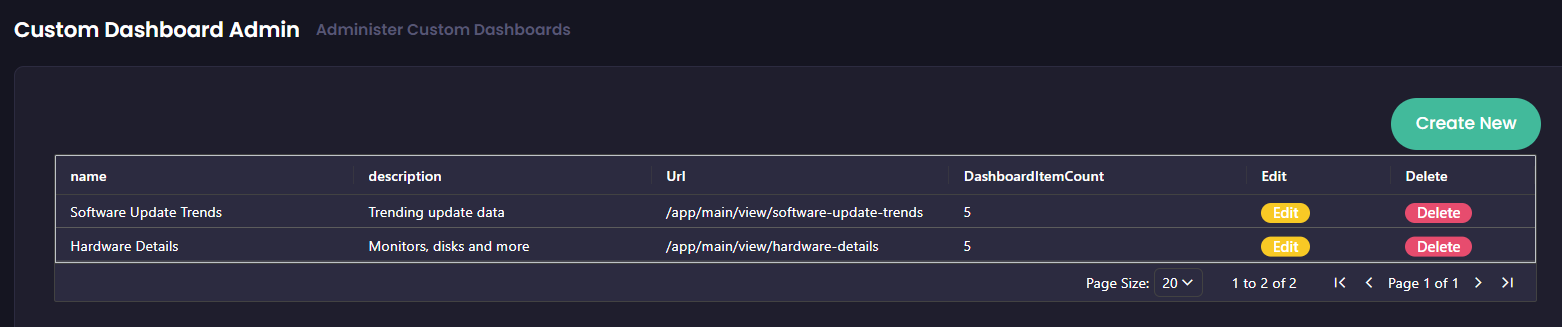 Custom Dashboard Admin Administer Custom Dashboards
Create New
name description Url DashboardItemCount Edit Delete
Software Update Trends Trending update data /app/main/view/software-update-trends 5 Edit Delete
Hardware Details Monitors, disks and more /app/main/view/hardware-details 5 Edit Delete
Page Size: 20 1 to 2 of 2 Page 1 of 1